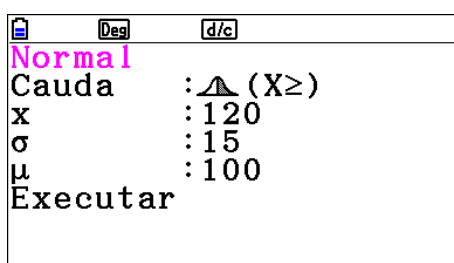 Deg d/c
Normal
Cauda :(X≥)
x :120
σ :15
μ :100
Executar